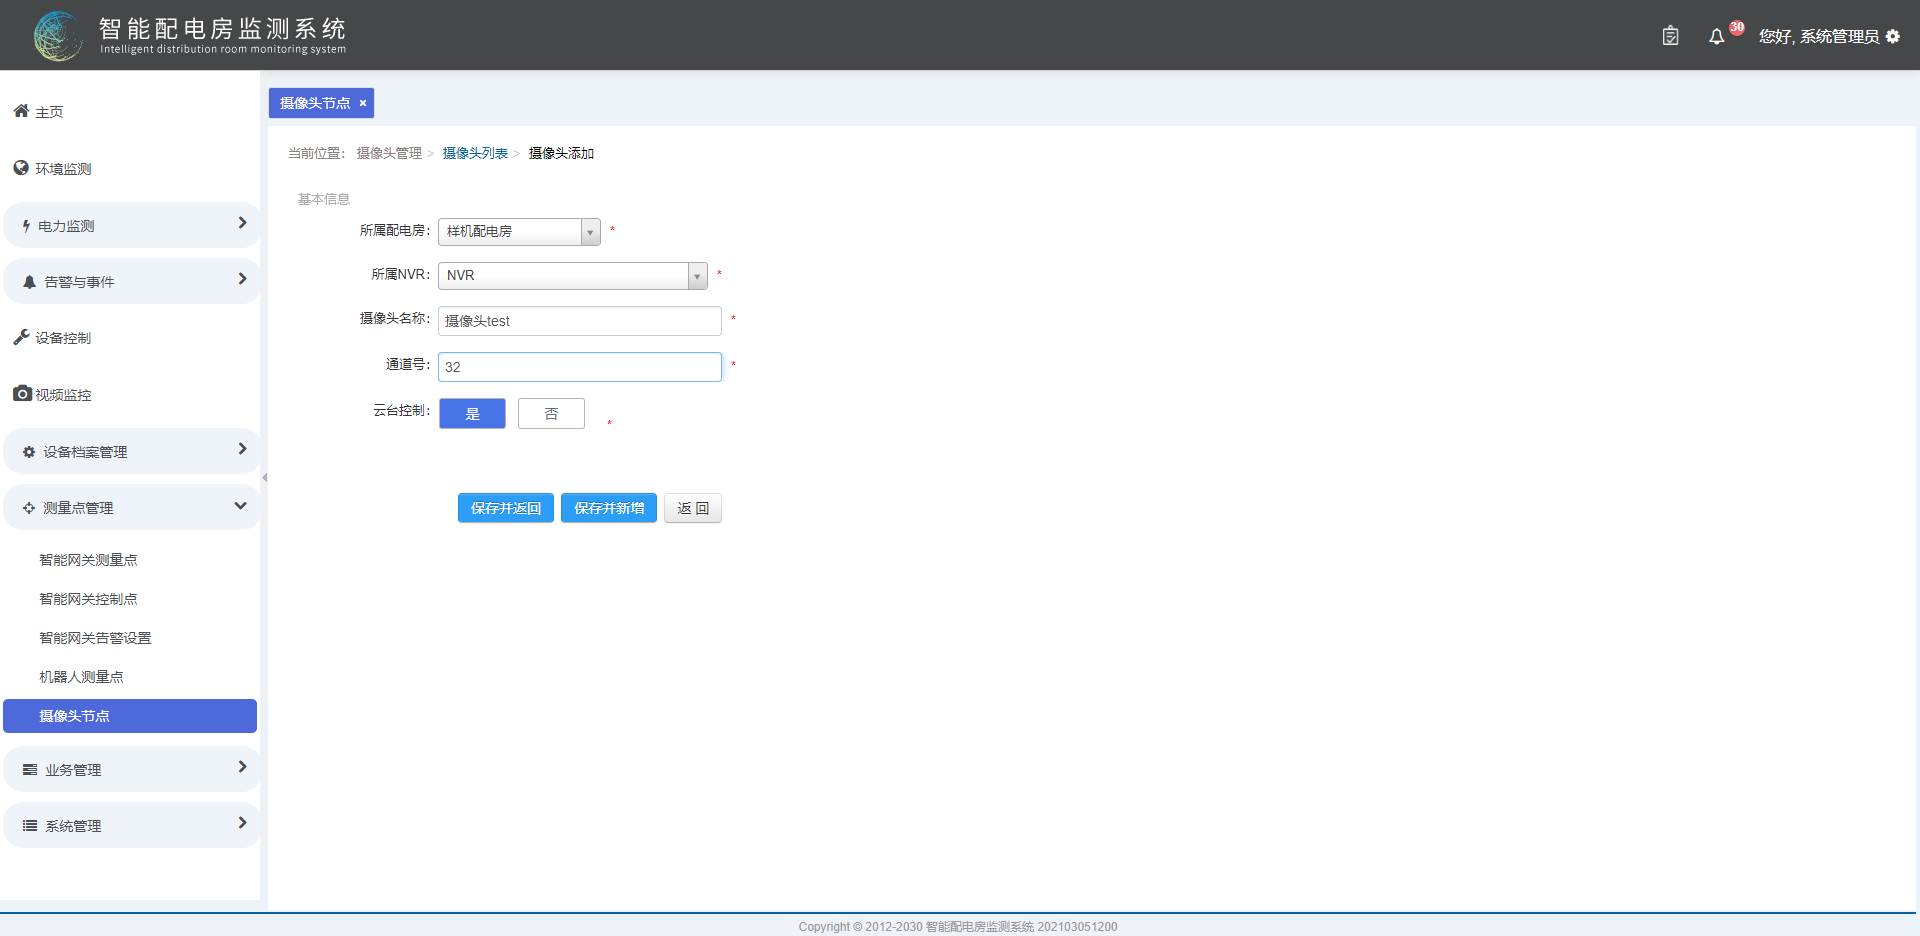 智能配电房监测系统
Intelligent distribution room monitoring system
30
您好, 系统管理员
主页
环境监测
电力监测
告警与事件
设备控制
视频监控
设备档案管理
测量点管理
智能网关测量点
智能网关控制点
智能网关告警设置
机器人测量点
摄像头节点
业务管理
系统管理
摄像头节点 ×
当前位置: 摄像头管理 > 摄像头列表 > 摄像头添加
基本信息
所属配电房: 样机配电房 *
所属NVR: NVR *
摄像头名称: 摄像头test *
通道号: 32 *
云台控制: 是 否 *
保存并返回 保存并新增 返 回
Copyright © 2012-2030 智能配电房监测系统 202103051200